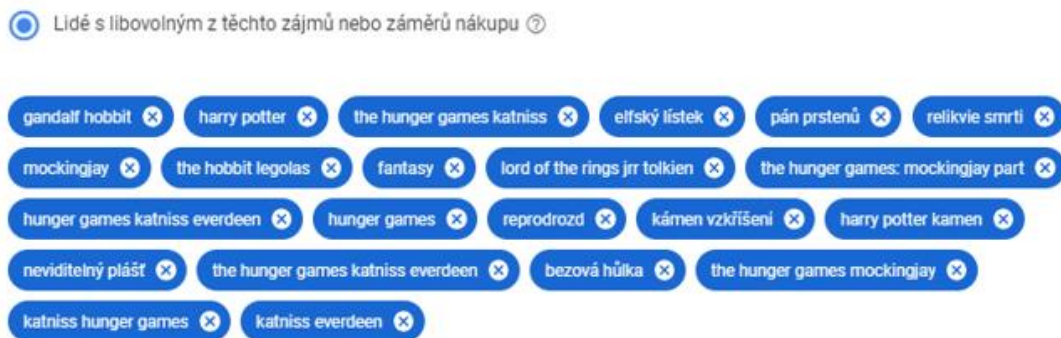 Lidé s libovolným z těchto zájmů nebo záměrů nákupu
gandalf hobbit harry potter the hunger games katniss elfský lístek pán prstenů relikvie smrti
mockingjay the hobbit legolas fantasy lord of the rings jrr tolkien the hunger games: mockingjay part
hunger games katniss everdeen hunger games reprodrozd kámen vzkříšení harry potter kamen
neviditelný plášť the hunger games katniss everdeen bezová hůlka the hunger games mockingjay
katniss hunger games katniss everdeen